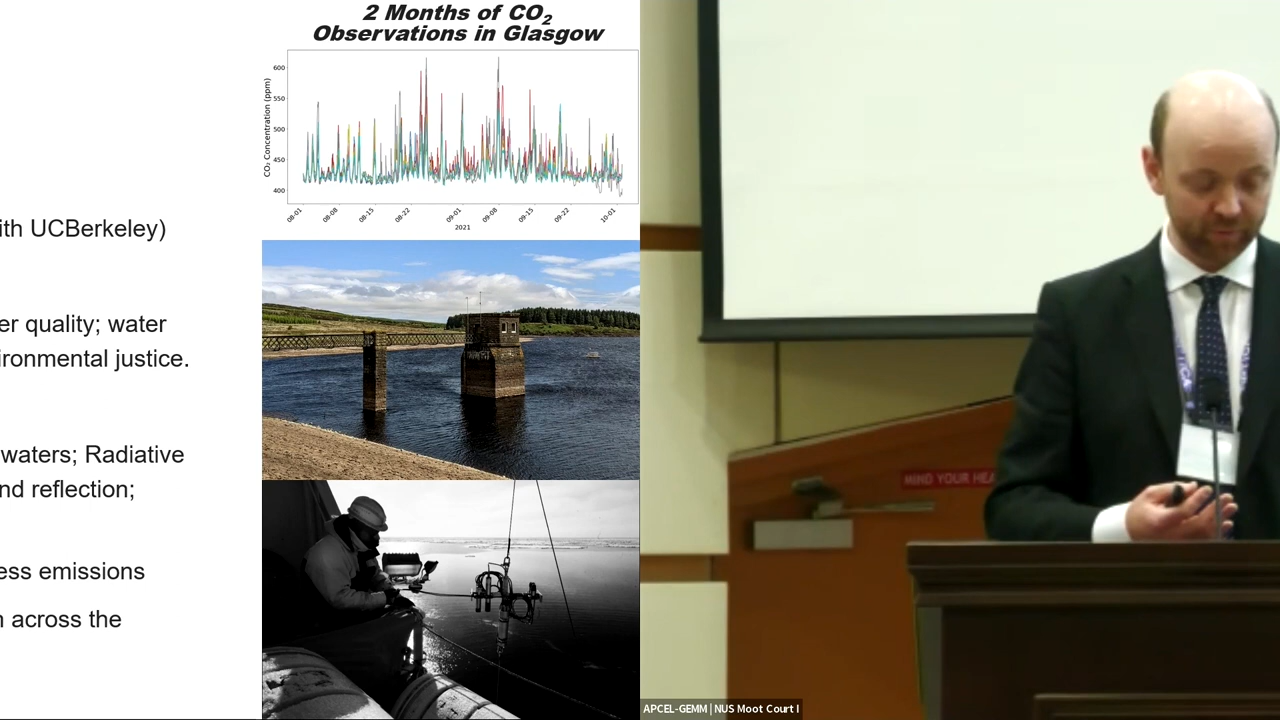 2 Months of CO₂
Observations in Glasgow
CO₂ Concentration (ppm)
600
550
500
450
400
08-01
08-08
08-15
08-22
09-01
09-08
09-15
09-22
10-01
2021
ith UCBerkeley)
er quality; water
ironmental justice.
waters; Radiative
nd reflection;
ess emissions
n across the
MIND YOUR HEA
APCEL-GEMM | NUS Moot Court I